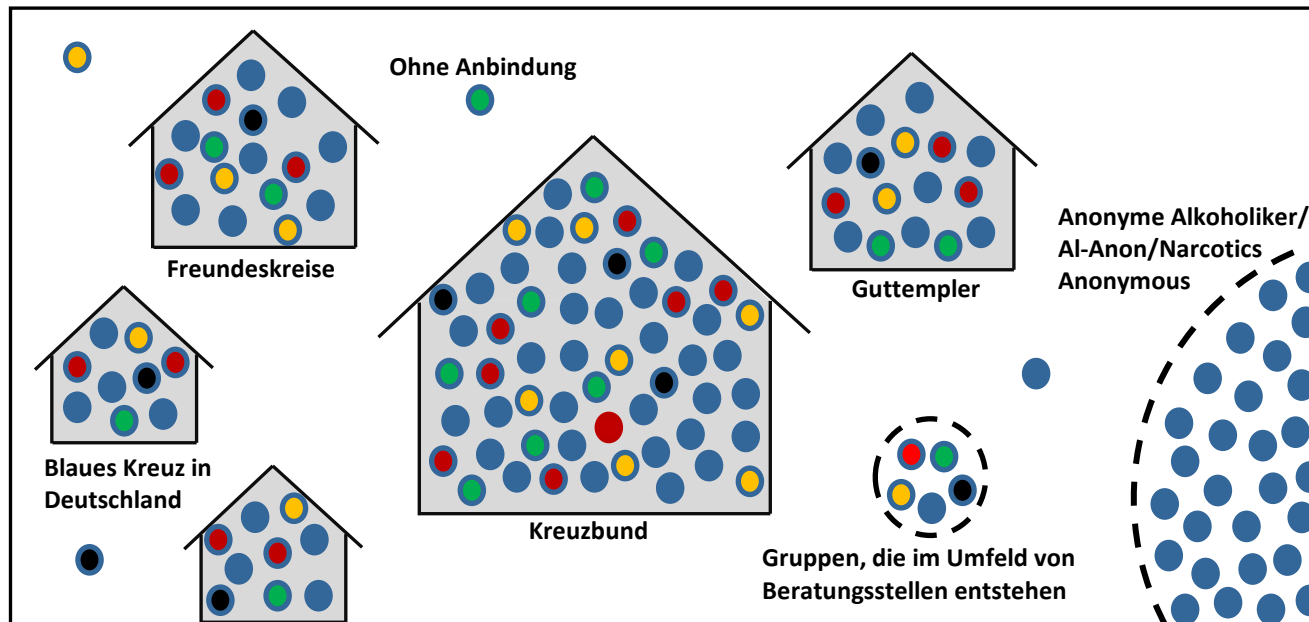 Ohne Anbindung
Freundeskreise
Guttempler
Anonyme Alkoholiker/
Al-Anon/Narcotics
Anonymous
Blaues Kreuz in
Deutschland
Kreuzbund
Gruppen, die im Umfeld von
Beratungsstellen entstehen